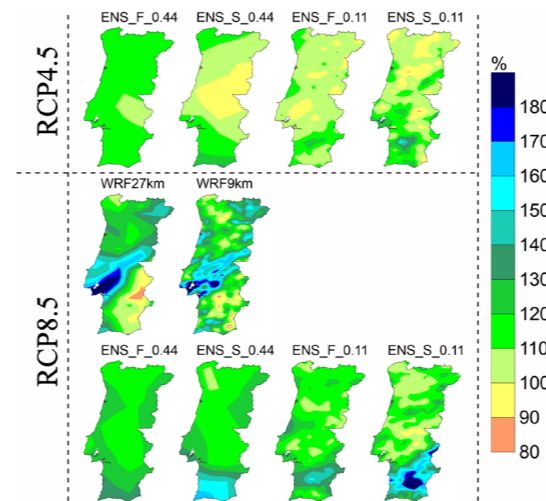 ENS_F_0.44 ENS_S_0.44 ENS_F_0.11 ENS_S_0.11
RCP4.5
%
180
170
160
150
140
130
120
110
100
90
80
WRF27km WRF9km
RCP8.5
ENS_F_0.44 ENS_S_0.44 ENS_F_0.11 ENS_S_0.11